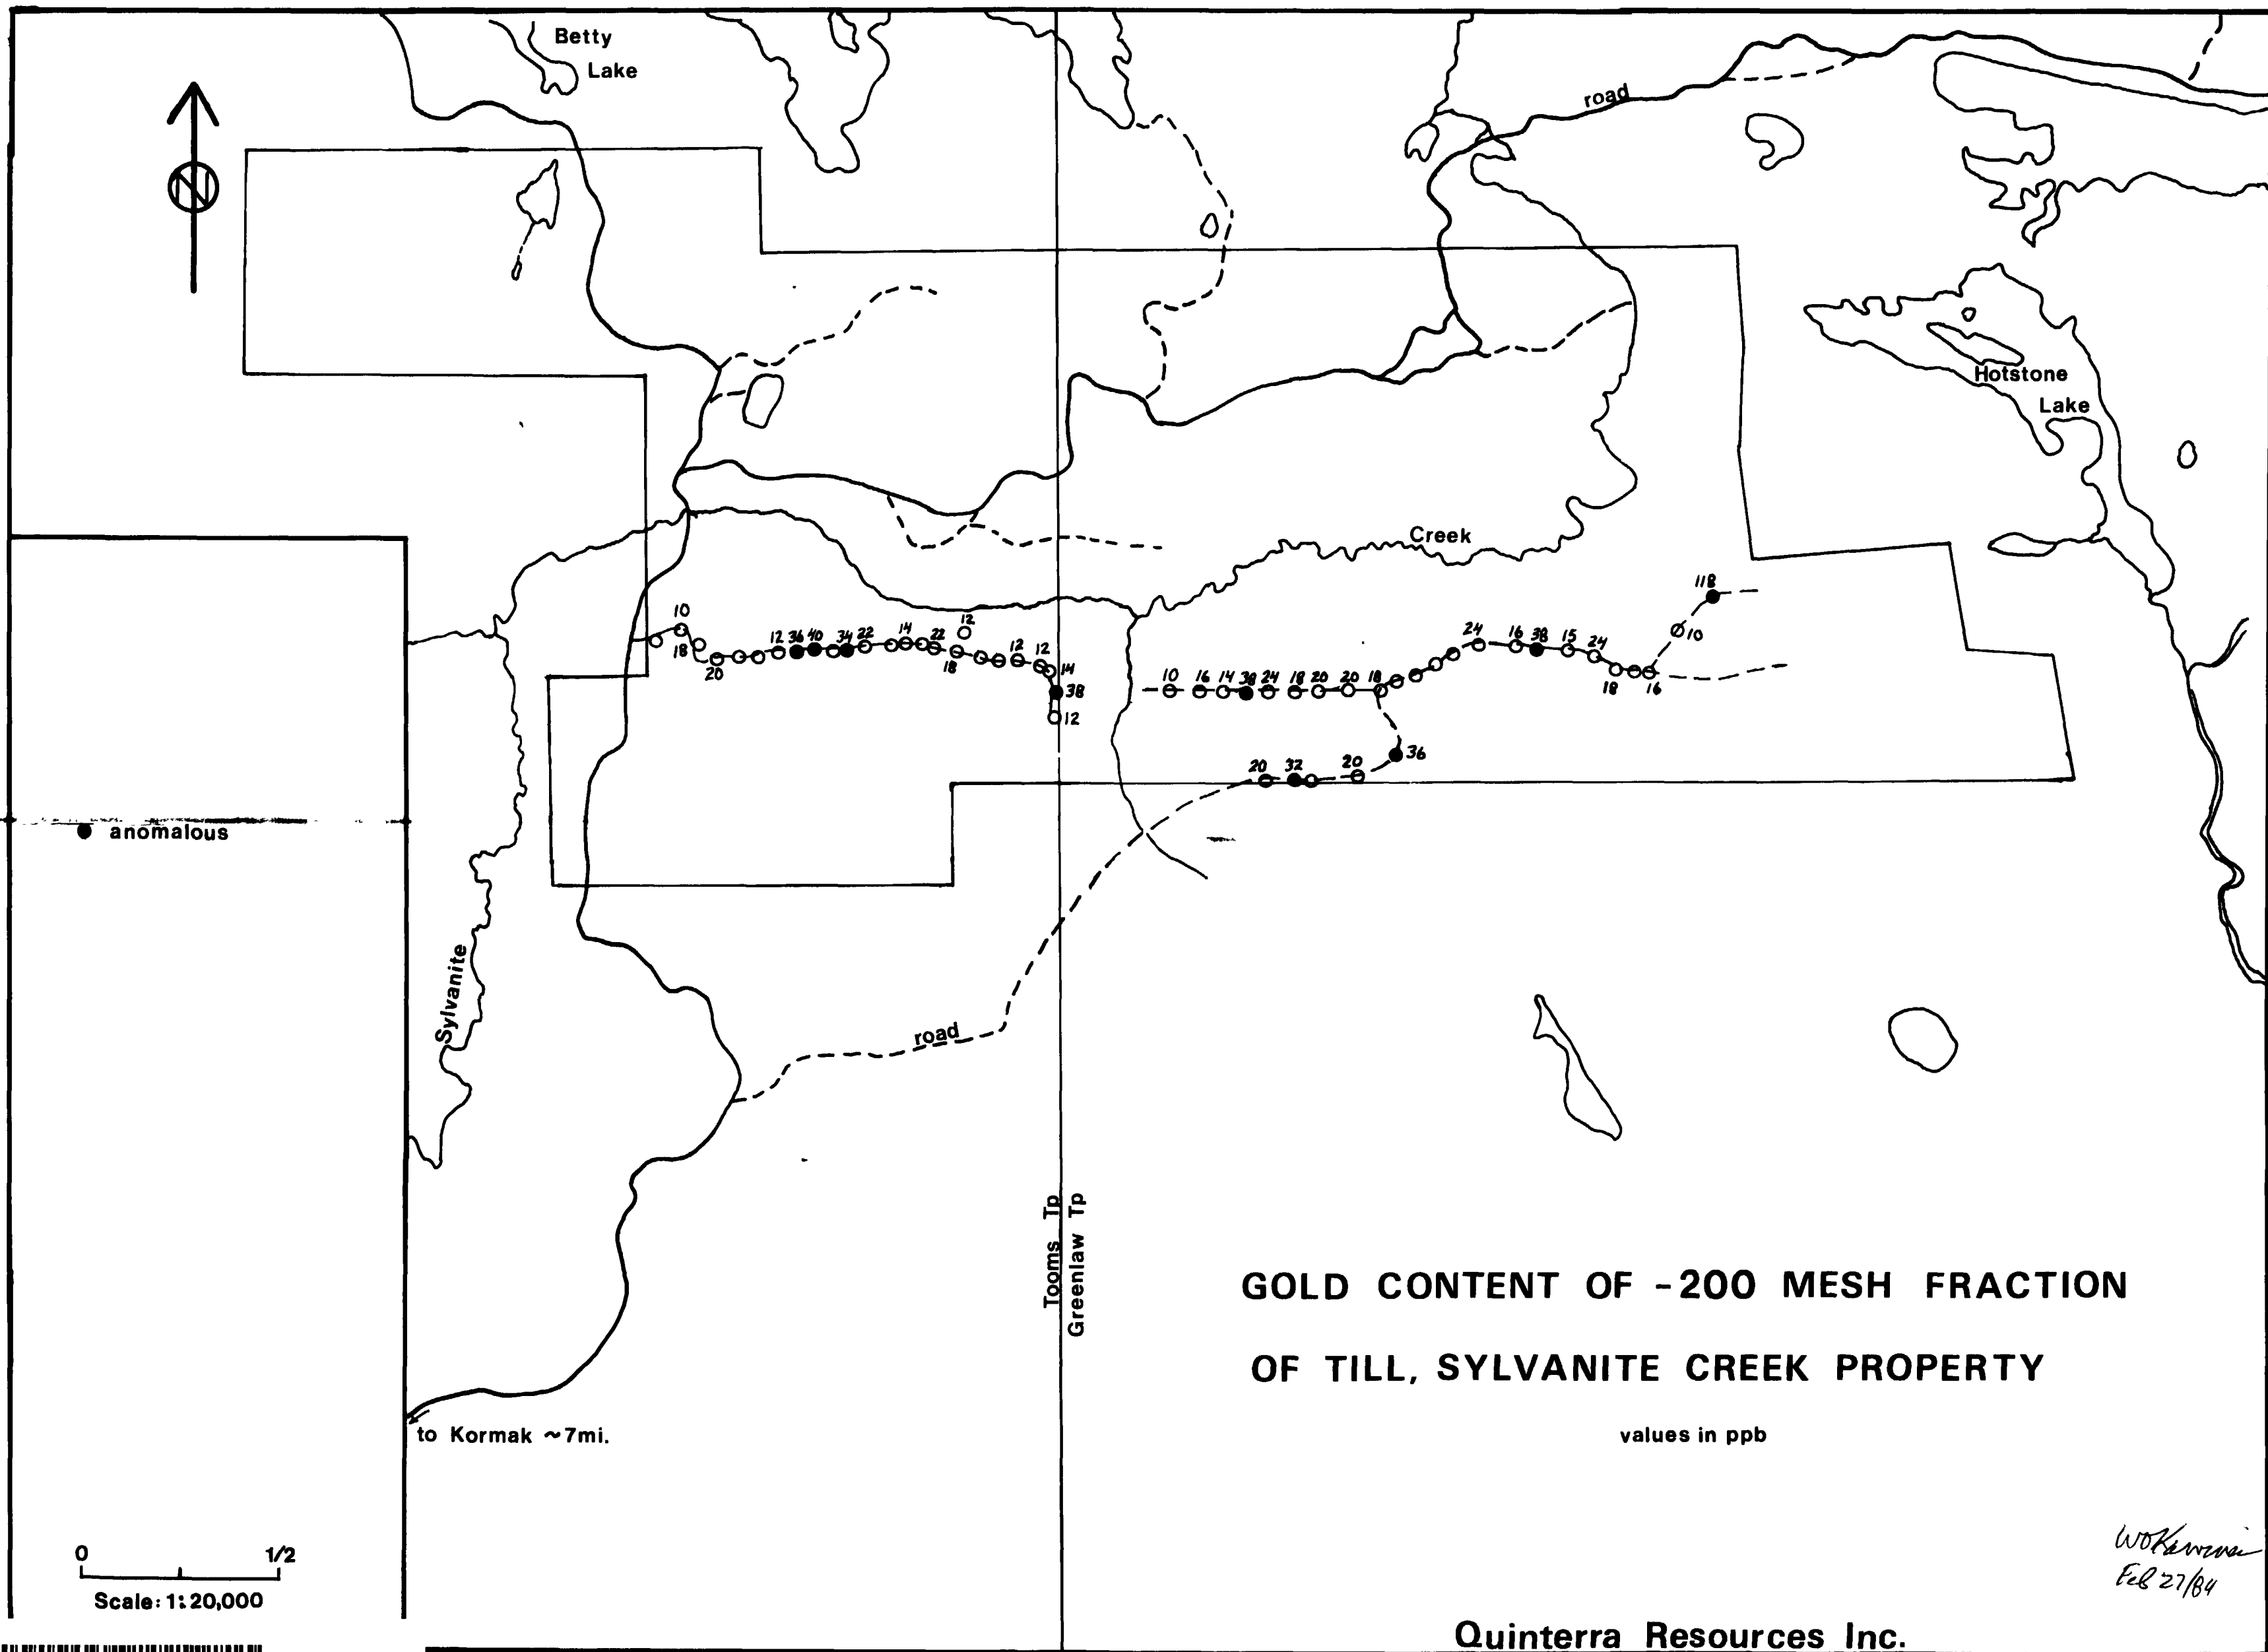 Betty
Lake
road
N
Hotstone
Lake
Creek
118
10
10
12
24
16 38 15 24
12 36 40 34 22 14 22 12 12
18
20
18
14
38
12
10 16 14 38 24 18 20 20 18
18 16
36
20 32 20
anomalous
Sylvanite
road
Tooms Tp
Greenlaw Tp
GOLD CONTENT OF -200 MESH FRACTION
OF TILL, SYLVANITE CREEK PROPERTY
values in ppb
to Kormak ~7mi.
0 1/2
Scale: 1:20,000
Feb 27/84
Quinterra Resources Inc.